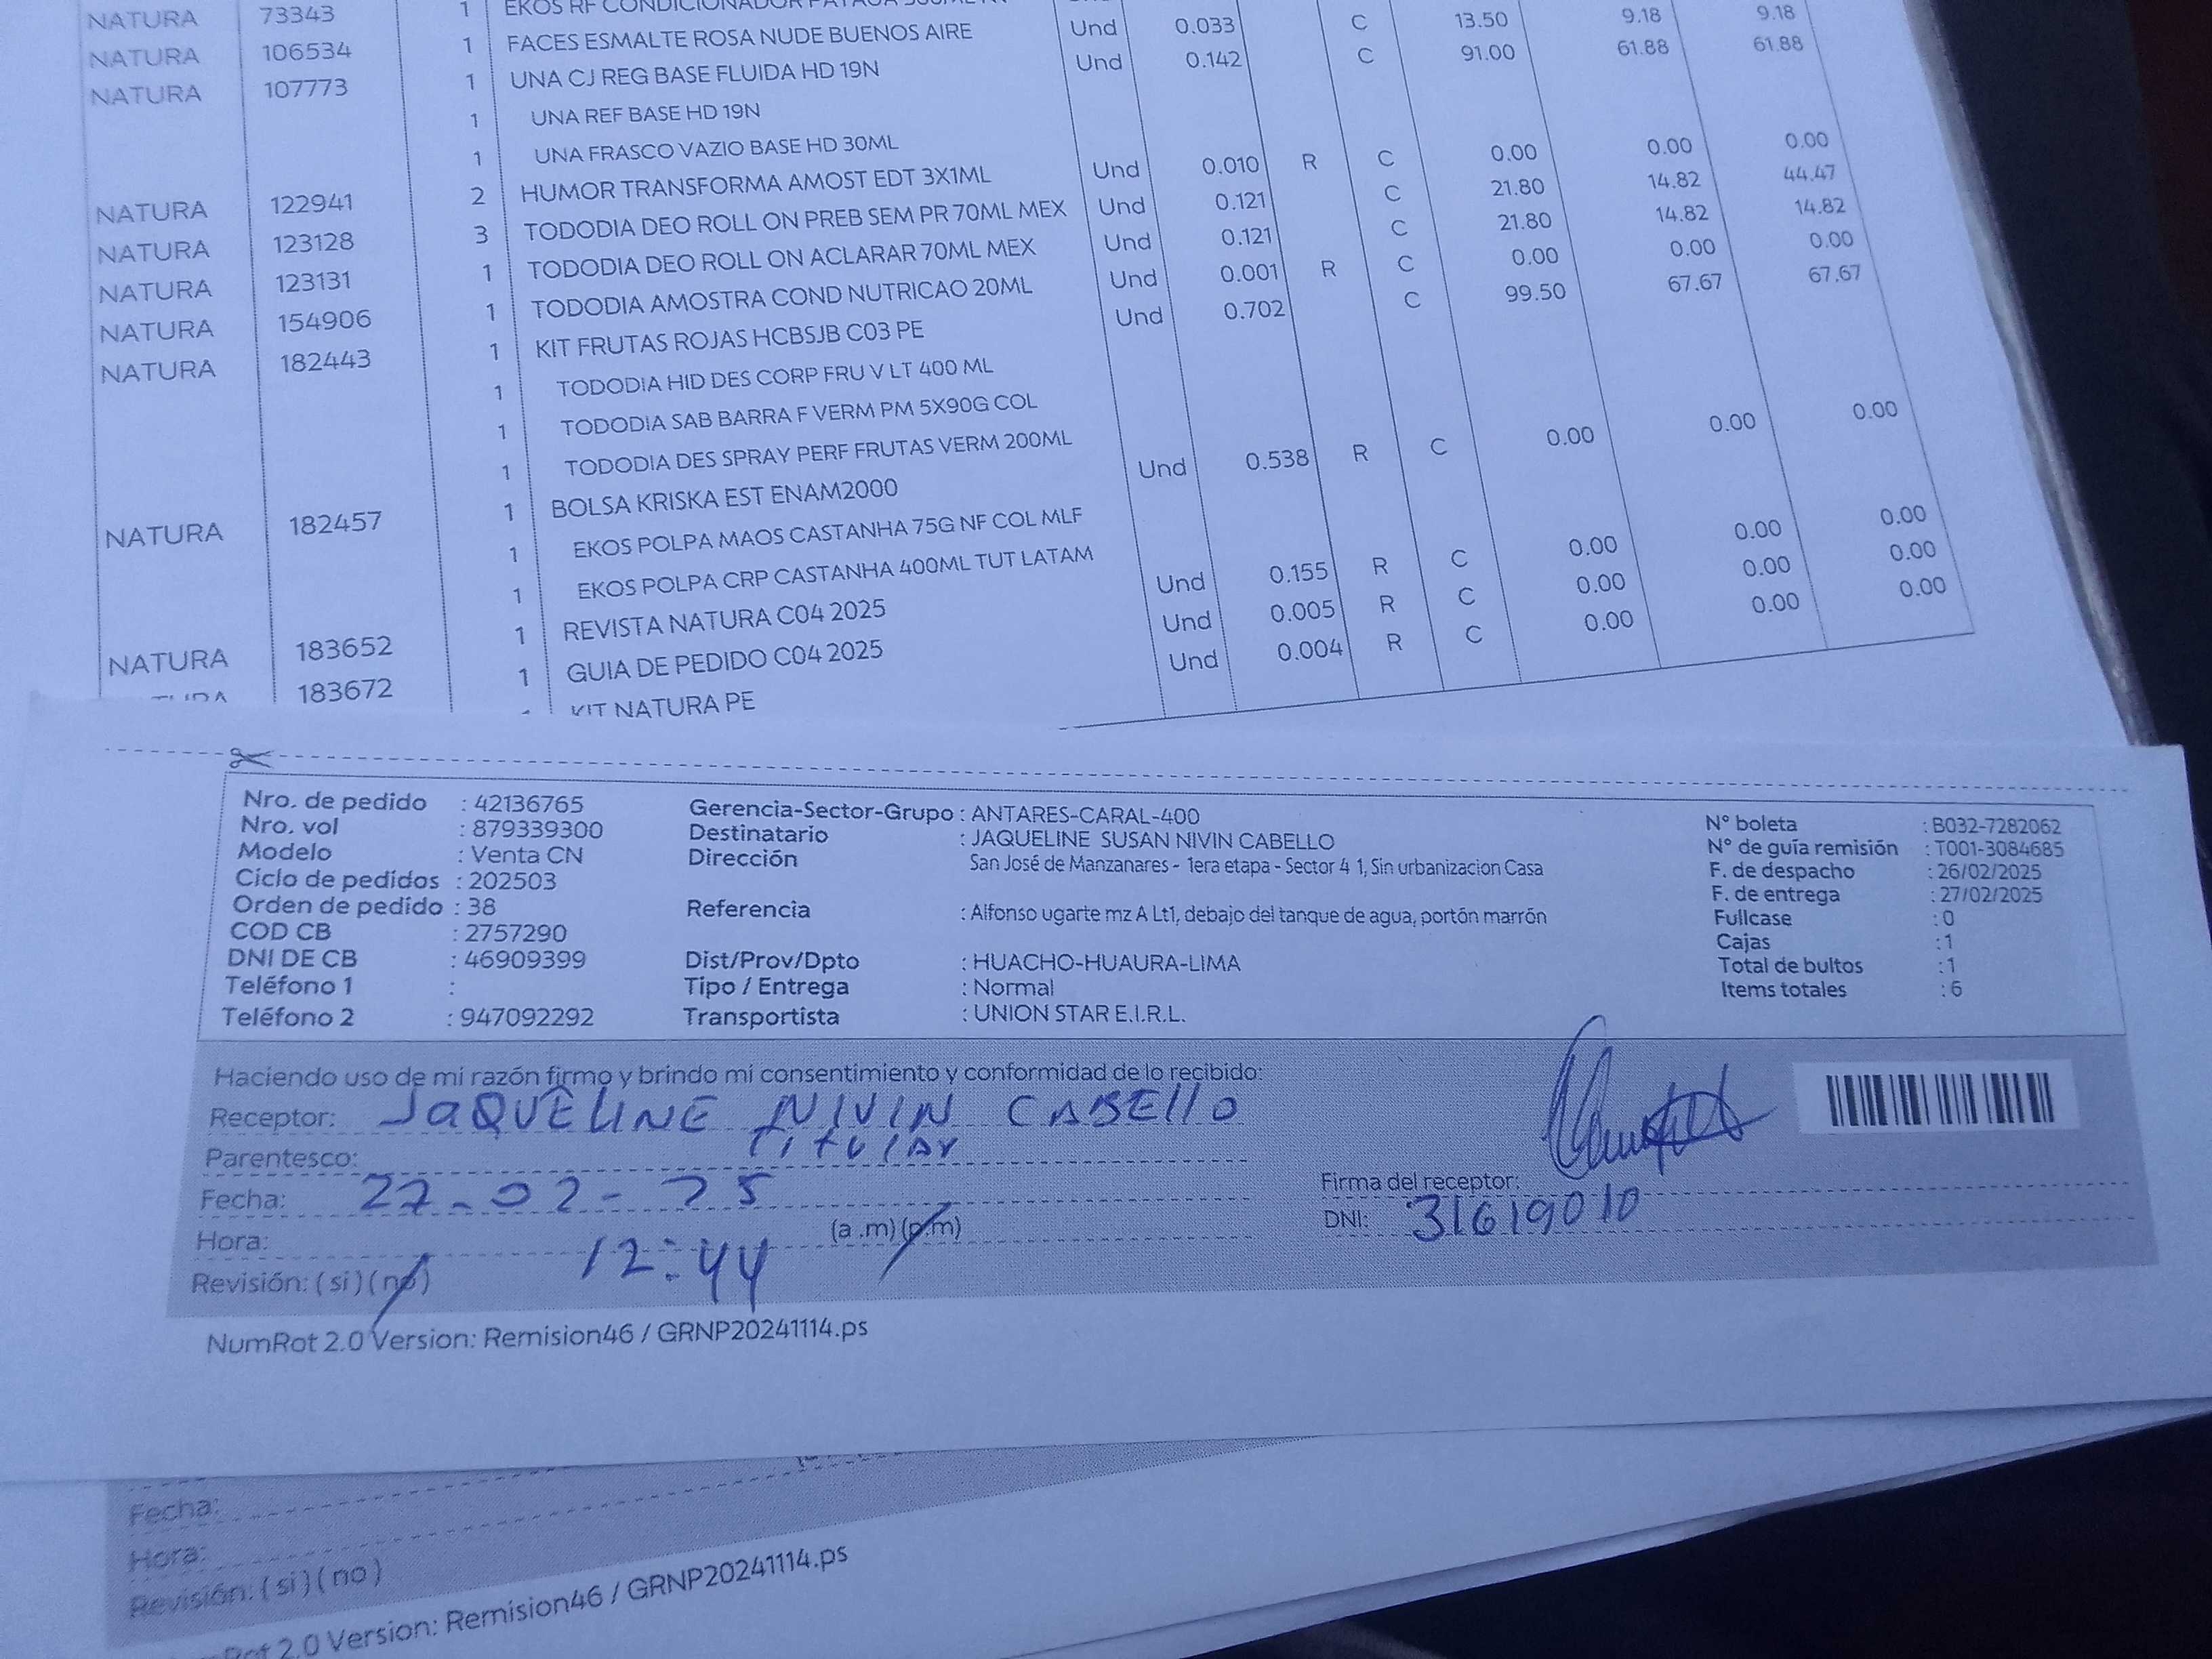 NATURA 73343 1 EKOS RF CONDICIONADOR
NATURA 106534 1 FACES ESMALTE ROSA NUDE BUENOS AIRE Und 0.033 C 13.50 9.18 9.18
NATURA 107773 1 UNA CJ REG BASE FLUIDA HD 19N Und 0.142 C 91.00 61.88 61.88
1 UNA REF BASE HD 19N
1 UNA FRASCO VAZIO BASE HD 30ML
NATURA 122941 2 HUMOR TRANSFORMA AMOST EDT 3X1ML Und 0.010 R C 0.00 0.00 0.00
NATURA 123128 3 TODODIA DEO ROLL ON PREB SEM PR 70ML MEX Und 0.121 C 21.80 14.82 44.47
NATURA 123131 1 TODODIA DEO ROLL ON ACLARAR 70ML MEX Und 0.121 C 21.80 14.82 14.82
NATURA 154906 1 TODODIA AMOSTRA COND NUTRICAO 20ML Und 0.001 R C 0.00 0.00 0.00
NATURA 182443 1 KIT FRUTAS ROJAS HCBSJB C03 PE Und 0.702 C 99.50 67.67 67.67
1 TODODIA HID DES CORP FRU V LT 400 ML
1 TODODIA SAB BARRA F VERM PM 5X90G COL
1 TODODIA DES SPRAY PERF FRUTAS VERM 200ML
NATURA 182457 1 BOLSA KRISKA EST ENAM2000 Und 0.538 R C 0.00 0.00 0.00
1 EKOS POLPA MAOS CASTANHA 75G NF COL MLF
1 EKOS POLPA CRP CASTANHA 400ML TUT LATAM
NATURA 183652 1 REVISTA NATURA C04 2025 Und 0.155 R C 0.00 0.00 0.00
183672 1 GUIA DE PEDIDO C04 2025 Und 0.005 R C 0.00 0.00 0.00
KIT NATURA PE Und 0.004 R C 0.00 0.00 0.00
Nro. de pedido : 42136765 Gerencia-Sector-Grupo : ANTARES-CARAL-400 N° boleta : B032-7282062
Nro. vol : 879339300 Destinatario : JAQUELINE SUSAN NIVIN CABELLO N° de guía remisión : T001-3084685
Modelo : Venta CN Dirección San José de Manzanares - 1era etapa - Sector 4 1, Sin urbanizacion Casa F. de despacho : 26/02/2025
Ciclo de pedidos : 202503 F. de entrega : 27/02/2025
Orden de pedido : 38 Referencia : Alfonso ugarte mz A Lt1, debajo del tanque de agua, portón marrón Fullcase : 0
COD CB : 2757290 Cajas : 1
DNI DE CB : 46909399 Dist/Prov/Dpto : HUACHO-HUAURA-LIMA Total de bultos : 1
Teléfono 1 : Tipo / Entrega : Normal Items totales : 6
Teléfono 2 : 947092292 Transportista : UNION STAR E.I.R.L.
Haciendo uso de mi razón firmo y brindo mi consentimiento y conformidad de lo recibido:
Receptor: JaQUELINE NIVIN CABEllO
Parentesco: titular
Fecha: 27-02-25 Firma del receptor:
Hora: 12:44 (a .m)(p.m) DNI: 31619010
Revisión: ( si ) ( no )
NumRot 2.0 Version: Remision46 / GRNP20241114.ps
Fecha:
Hora:
Revisión: ( si ) ( no )
2.0 Version: Remision46 / GRNP20241114.ps